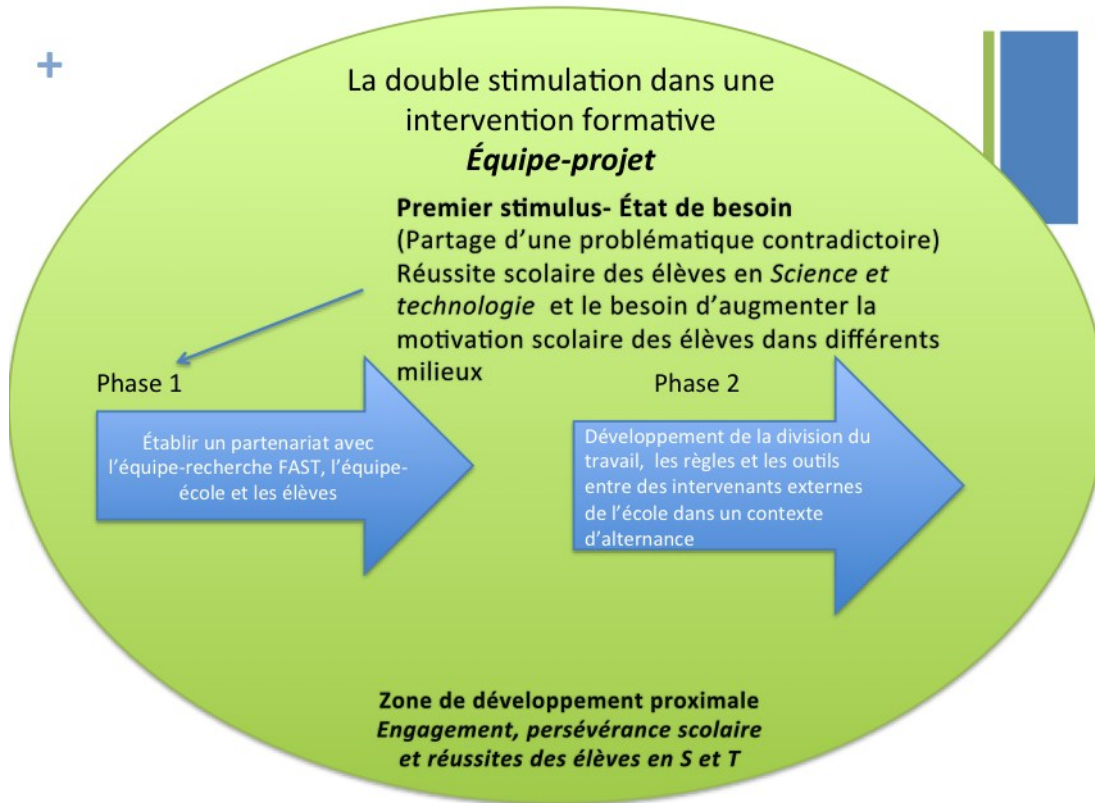 +
La double stimulation dans une
intervention formative
Équipe-projet
Premier stimulus- État de besoin
(Partage d'une problématique contradictoire)
Réussite scolaire des élèves en Science et
technologie et le besoin d'augmenter la
motivation scolaire des élèves dans différents
milieux
Phase 1
Établir un partenariat avec
l'équipe-recherche FAST, l'équipe-
école et les élèves
Phase 2
Développement de la division du
travail, les règles et les outils
entre des intervenants externes
de l'école dans un contexte
d'alternance
Zone de développement proximale
Engagement, persévérance scolaire
et réussites des élèves en S et T